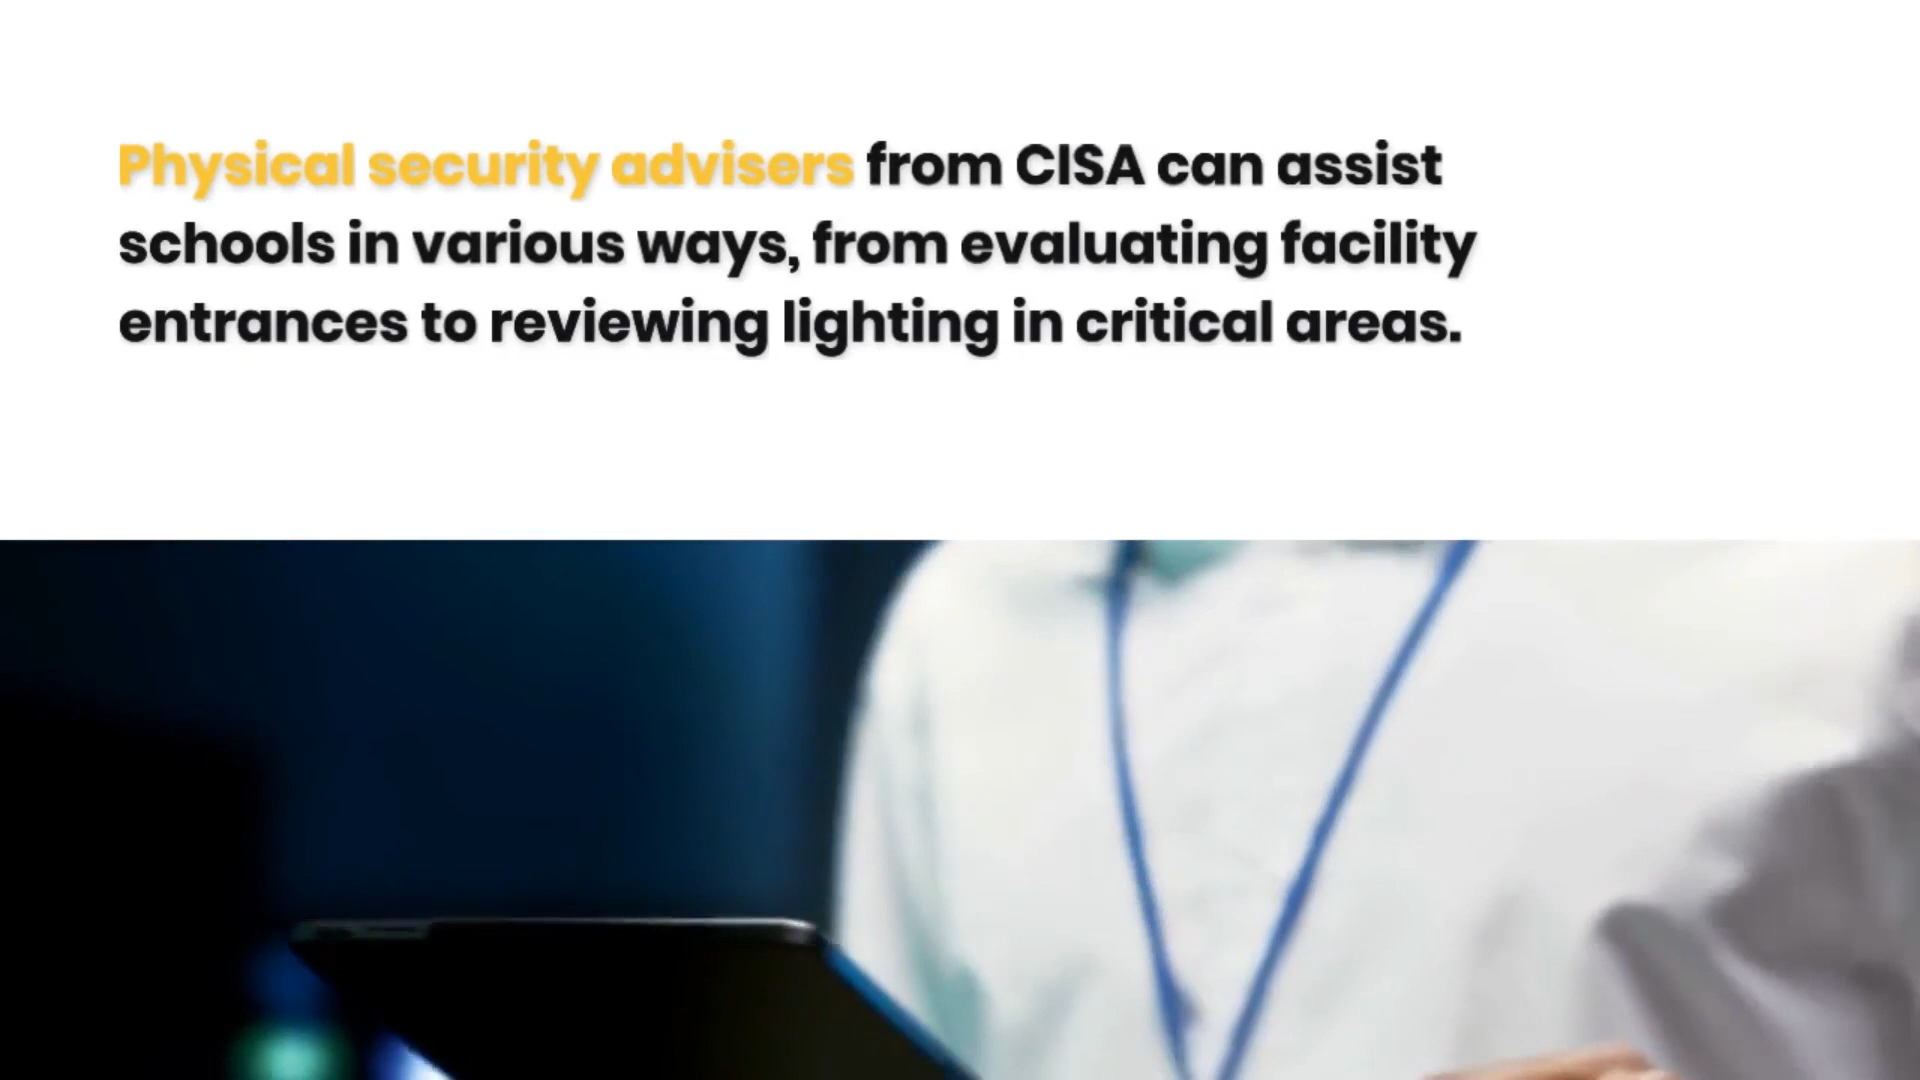 Physical security advisers from CISA can assist
schools in various ways, from evaluating facility
entrances to reviewing lighting in critical areas.